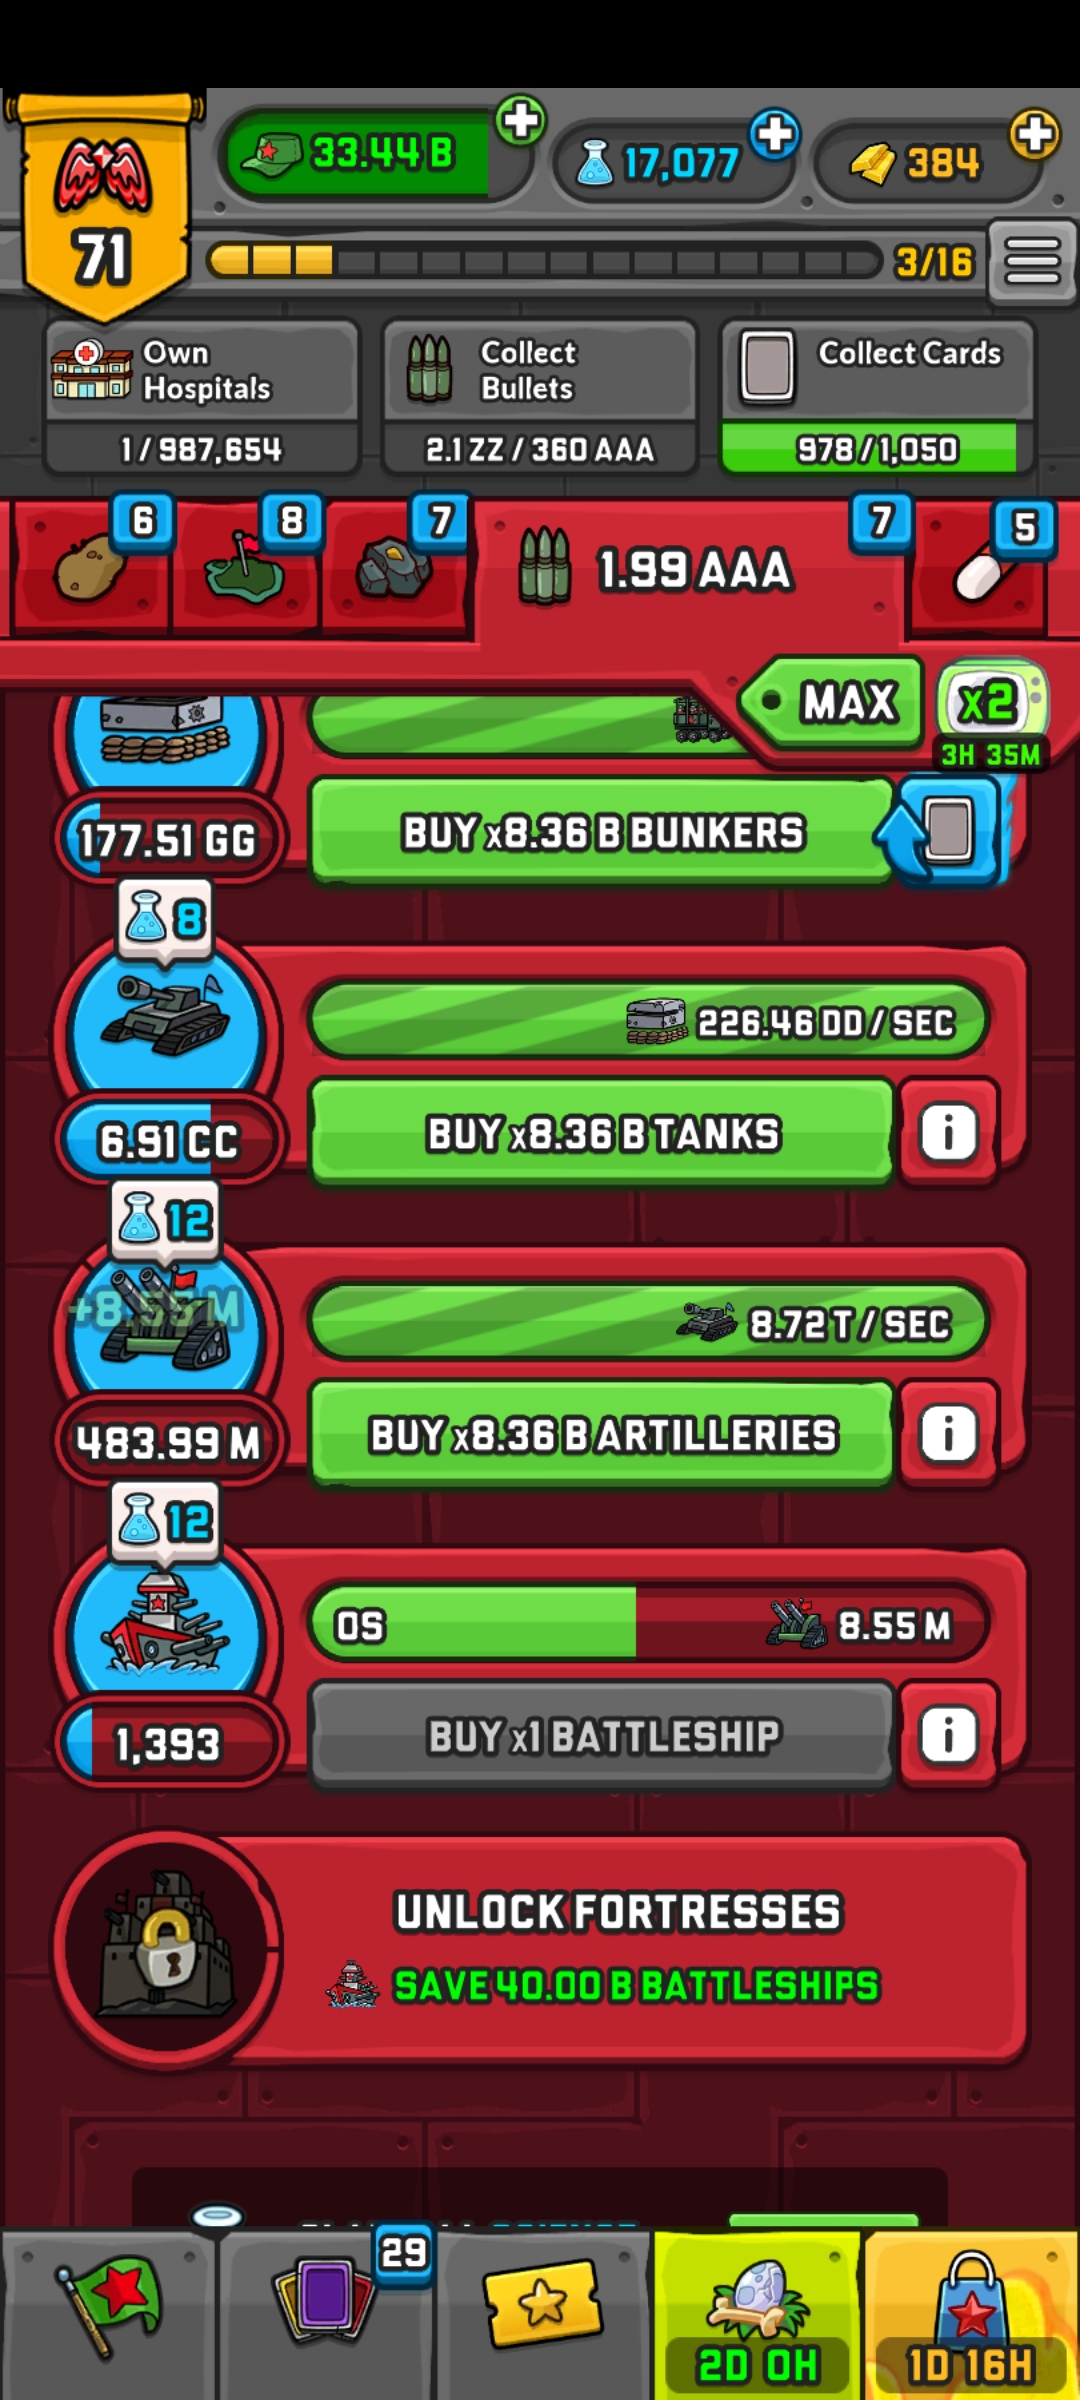 71
33.44 B
17,077
384
3/16
Own
Hospitals
1 / 987,654
Collect
Bullets
2.1 ZZ / 360 AAA
Collect Cards
978 / 1,050
6
8
7
1.99 AAA
7
5
MAX
x2
3H 35M
177.51 GG
BUY x8.36 B BUNKERS
8
226.46 DD / SEC
6.91 CC
BUY x8.36 B TANKS
12
+8.55 M
8.72 T / SEC
483.99 M
BUY x8.36 B ARTILLERIES
12
0S
8.55 M
1,393
BUY x1 BATTLESHIP
UNLOCK FORTRESSES
SAVE 40.00 B BATTLESHIPS
29
2D 0H
1D 16H